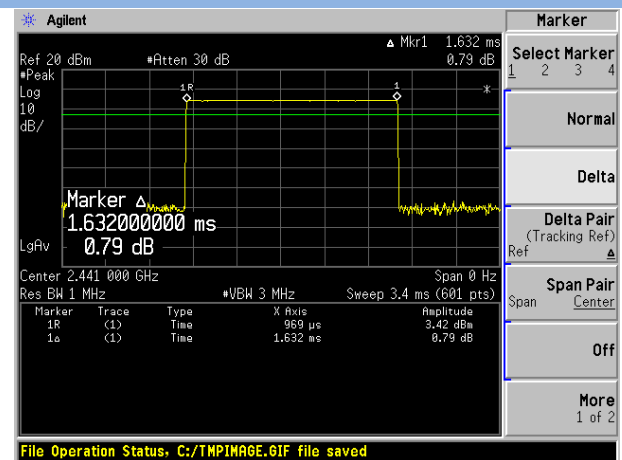 Agilent
Marker
Δ Mkr1 1.632 ms
Ref 20 dBm #Atten 30 dB 0.79 dB
#Peak
Log
10
dB/
1R
1
*
Marker Δ
1.632000000 ms
0.79 dB
LgAv
Center 2.441 000 GHz Span 0 Hz
Res BW 1 MHz #VBW 3 MHz Sweep 3.4 ms (601 pts)
Marker Trace Type X Axis Amplitude
1R (1) Time 969 µs 3.42 dBm
1Δ (1) Time 1.632 ms 0.79 dB
Select Marker
1 2 3 4
Normal
Delta
Delta Pair
(Tracking Ref)
Ref Δ
Span Pair
Span Center
Off
More
1 of 2
File Operation Status, C:/TMPIMAGE.GIF file saved